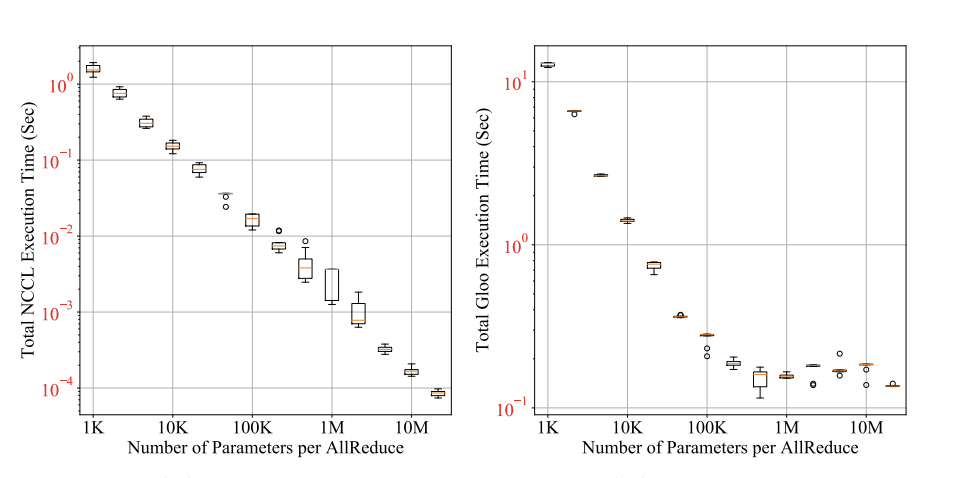 Total NCCL Execution Time (Sec)
10^0
10^-1
10^-2
10^-3
10^-4
1K 10K 100K 1M 10M
Number of Parameters per AllReduce
Total Gloo Execution Time (Sec)
10^1
10^0
10^-1
1K 10K 100K 1M 10M
Number of Parameters per AllReduce